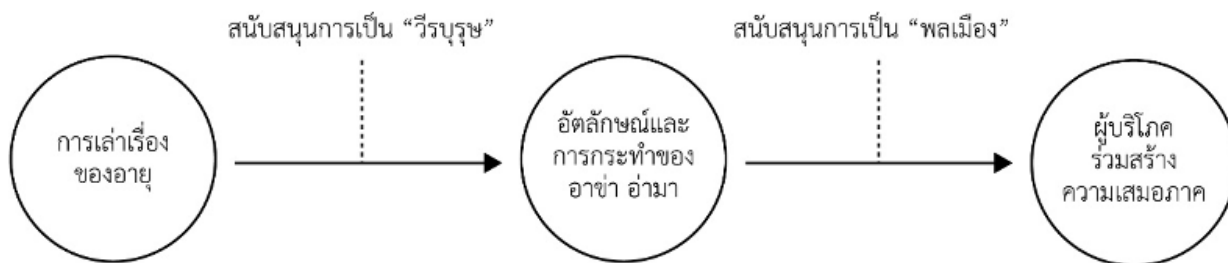 สนับสนุนการเป็น “วีรบุรุษ”
สนับสนุนการเป็น “พลเมือง”
การเล่าเรื่อง
ของอายุ
อัตลักษณ์และ
การกระทำของ
อาข่า อ่ามา
ผู้บริโภค
ร่วมสร้าง
ความเสมอภาค